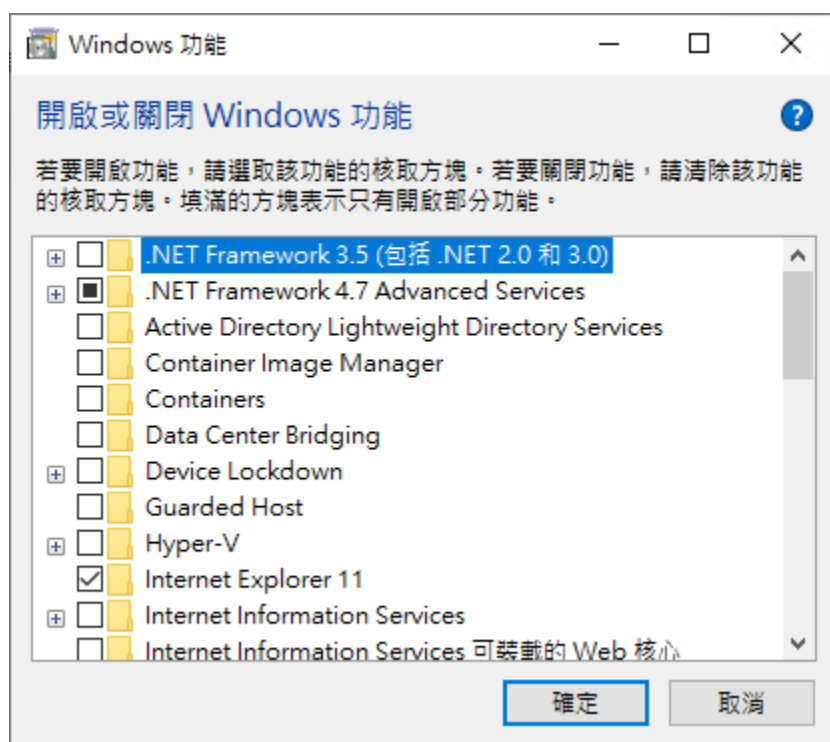 Windows 功能
開啟或關閉 Windows 功能
?
若要開啟功能，請選取該功能的核取方塊。若要關閉功能，請清除該功能
的核取方塊。填滿的方塊表示只有開啟部分功能。
.NET Framework 3.5 (包括 .NET 2.0 和 3.0)
.NET Framework 4.7 Advanced Services
Active Directory Lightweight Directory Services
Container Image Manager
Containers
Data Center Bridging
Device Lockdown
Guarded Host
Hyper-V
Internet Explorer 11
Internet Information Services
Internet Information Services 可裝載的 Web 核心
確定
取消